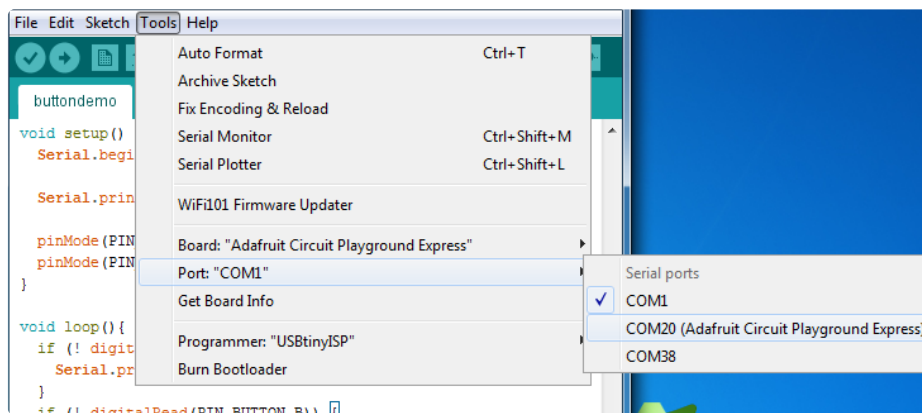 File Edit Sketch Tools Help
Auto Format Ctrl+T
Archive Sketch
Fix Encoding & Reload
Serial Monitor Ctrl+Shift+M
Serial Plotter Ctrl+Shift+L
WiFi101 Firmware Updater
Board: "Adafruit Circuit Playground Express"
Port: "COM1"
Get Board Info
Programmer: "USBtinyISP"
Burn Bootloader
Serial ports
COM1
COM20 (Adafruit Circuit Playground Express)
COM38
buttondemo
void setup()
Serial.begi
Serial.prin
pinMode(PIN
pinMode(PIN
}
void loop(){
if (! digit
Serial.pr
}
if (! digitalRead(PIN_BUTTON_B)) {